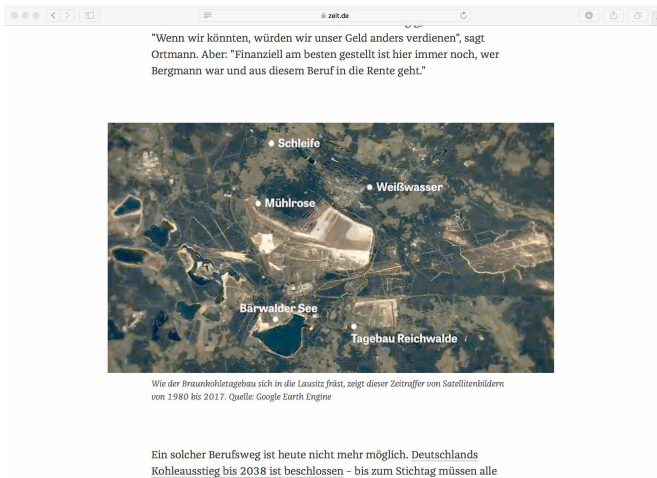 zeit.de
"Wenn wir könnten, würden wir unser Geld anders verdienen", sagt
Ortmann. Aber: "Finanziell am besten gestellt ist hier immer noch, wer
Bergmann war und aus diesem Beruf in die Rente geht."
Schleife
Weißwasser
Mühlrose
Bärwalder See
Tagebau Reichwalde
Wie der Braunkohletagebau sich in die Lausitz fräst, zeigt dieser Zeitraffer von Satellitenbildern
von 1980 bis 2017. Quelle: Google Earth Engine
Ein solcher Berufsweg ist heute nicht mehr möglich. Deutschlands
Kohleausstieg bis 2038 ist beschlossen – bis zum Stichtag müssen alle